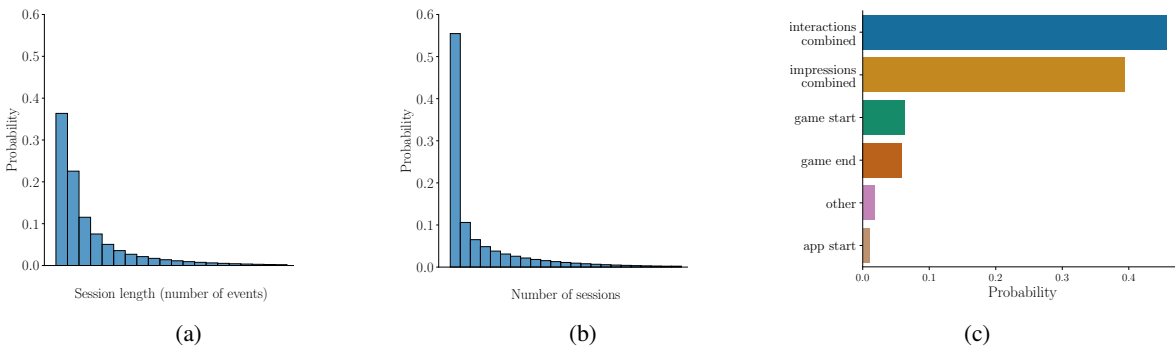 0.6
0.5
0.4
0.3
0.2
0.1
0.0
Probability
Session length (number of events)
(a)
0.6
0.5
0.4
0.3
0.2
0.1
0.0
Probability
Number of sessions
(b)
interactions
combined
impressions
combined
game start
game end
other
app start
0.0 0.1 0.2 0.3 0.4
Probability
(c)